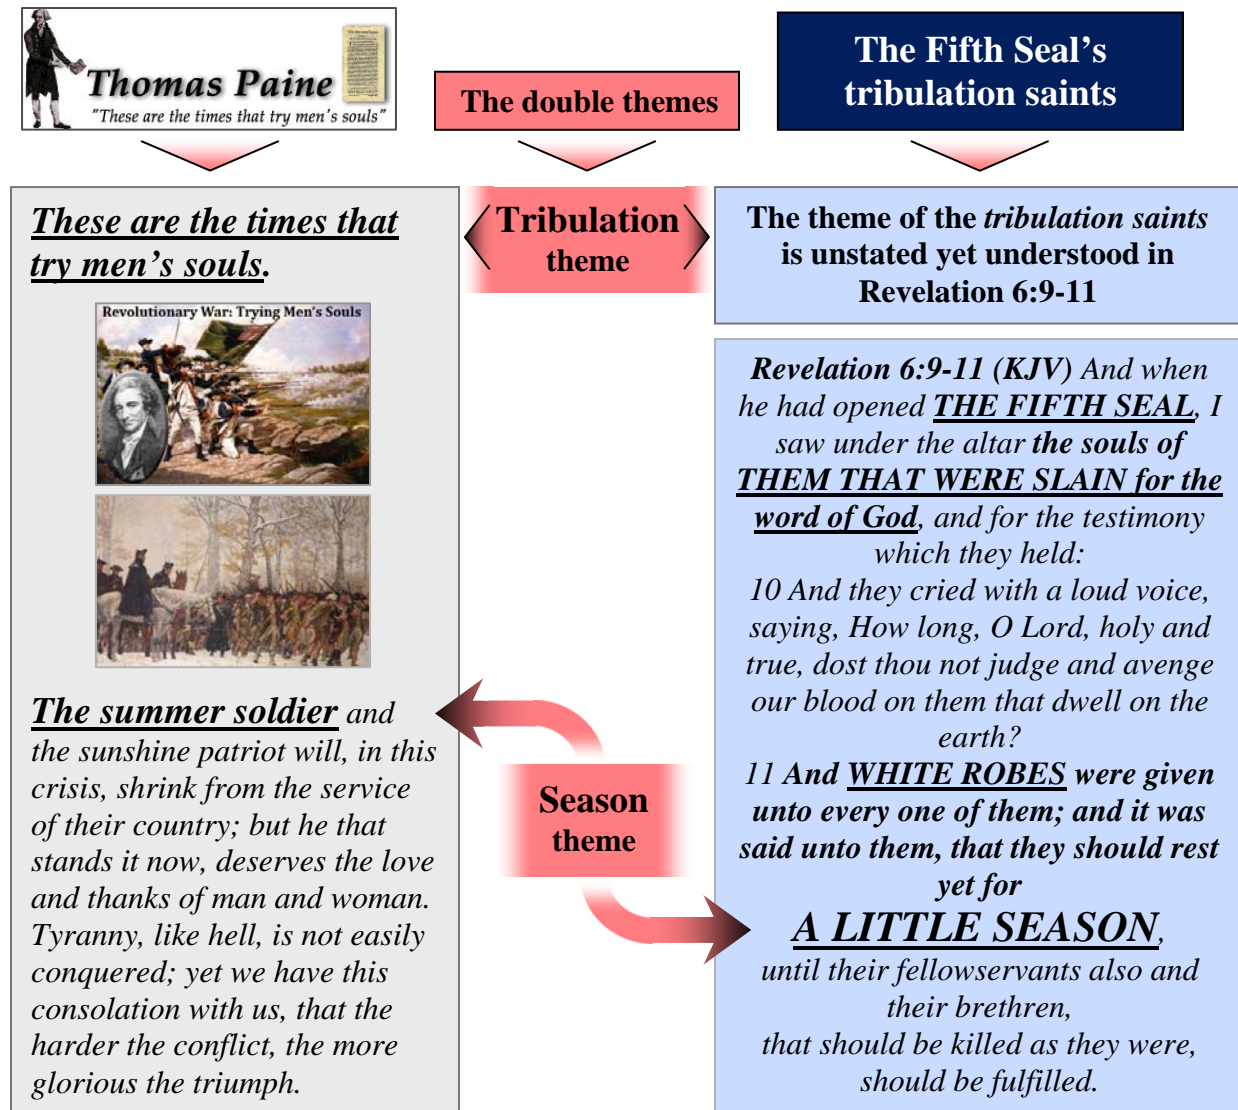 Thomas Paine
"These are the times that try men's souls"
The double themes
The Fifth Seal's
tribulation saints
These are the times that
try men's souls.
Revolutionary War: Trying Men's Souls
The summer soldier and
the sunshine patriot will, in this
crisis, shrink from the service
of their country; but he that
stands it now, deserves the love
and thanks of man and woman.
Tyranny, like hell, is not easily
conquered; yet we have this
consolation with us, that the
harder the conflict, the more
glorious the triumph.
Tribulation
theme
Season
theme
The theme of the tribulation saints
is unstated yet understood in
Revelation 6:9-11
Revelation 6:9-11 (KJV) And when
he had opened THE FIFTH SEAL, I
saw under the altar the souls of
THEM THAT WERE SLAIN for the
word of God, and for the testimony
which they held:
10 And they cried with a loud voice,
saying, How long, O Lord, holy and
true, dost thou not judge and avenge
our blood on them that dwell on the
earth?
11 And WHITE ROBES were given
unto every one of them; and it was
said unto them, that they should rest
yet for
A LITTLE SEASON,
until their fellowservants also and
their brethren,
that should be killed as they were,
should be fulfilled.